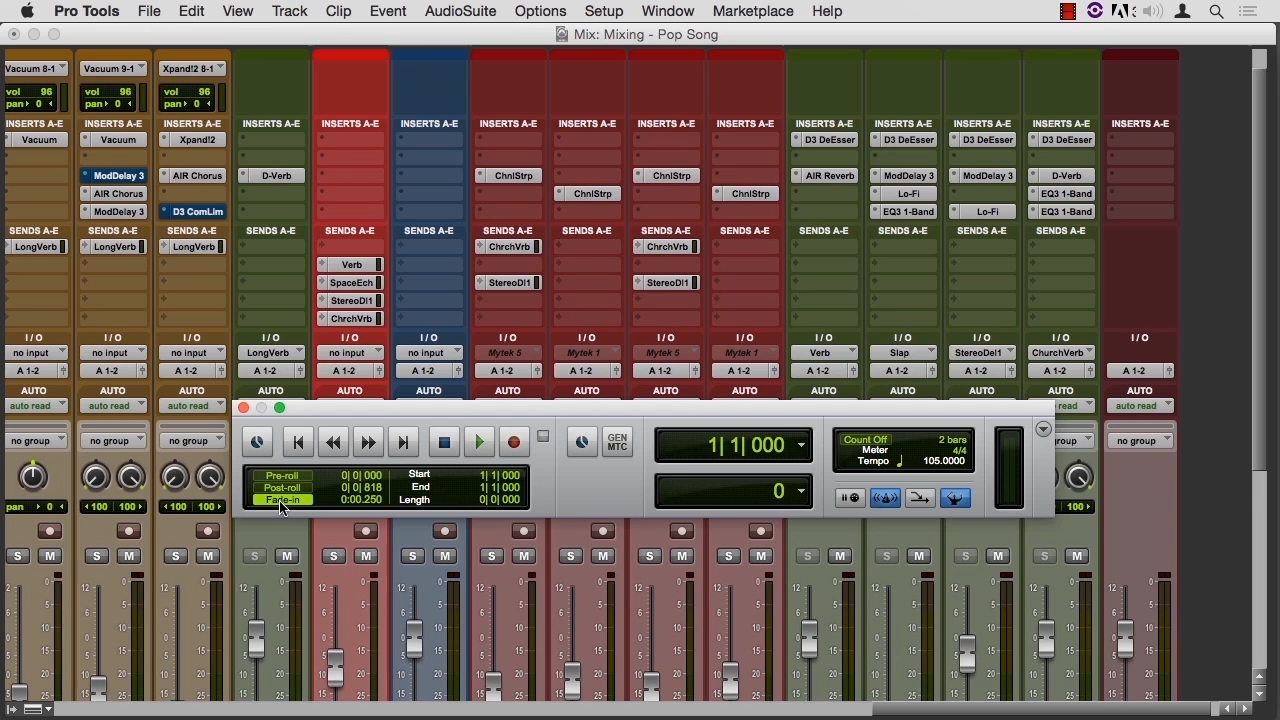 Pro Tools File Edit View Track Clip Event AudioSuite Options Setup Window Marketplace Help
Mix: Mixing - Pop Song
Vacuum 8-1 Vacuum 9-1 Xpand!2 8-1
vol 96 vol 96 vol 96
pan 0 pan 0 pan 0
INSERTS A-E INSERTS A-E INSERTS A-E INSERTS A-E INSERTS A-E INSERTS A-E INSERTS A-E INSERTS A-E INSERTS A-E INSERTS A-E INSERTS A-E INSERTS A-E INSERTS A-E INSERTS A-E INSERTS A-E
Vacuum Vacuum Xpand!2 D3 DeEsser D3 DeEsser D3 DeEsser D3 DeEsser
ModDelay 3 AIR Chorus D-Verb ChnlStrp ChnlStrp AIR Reverb ModDelay 3 ModDelay 3 D-Verb
AIR Chorus ChnlStrp ChnlStrp Lo-Fi EQ3 1-Band
ModDelay 3 D3 ComLim EQ3 1-Band Lo-Fi EQ3 1-Band
SENDS A-E SENDS A-E SENDS A-E SENDS A-E SENDS A-E SENDS A-E SENDS A-E SENDS A-E SENDS A-E SENDS A-E SENDS A-E SENDS A-E SENDS A-E SENDS A-E
LongVerb LongVerb LongVerb ChrchVrb ChrchVrb
Verb
SpaceEch StereoDl1 StereoDl1
StereoDl1
ChrchVrb
I/O I/O I/O I/O I/O I/O I/O I/O I/O I/O I/O I/O I/O I/O I/O
no input no input no input LongVerb no input no input Mytek 5 Mytek 1 Mytek 5 Mytek 1 Verb Slap StereoDel1 ChurchVerb
A 1-2 A 1-2 A 1-2 A 1-2 A 1-2 A 1-2 A 1-2 A 1-2 A 1-2 A 1-2 A 1-2 A 1-2 A 1-2 A 1-2 A 1-2
AUTO AUTO AUTO AUTO AUTO AUTO AUTO AUTO AUTO AUTO AUTO AUTO AUTO AUTO AUTO
auto read auto read auto read read auto read
no group no group no group group no group
GEN
MTC
1| 1| 000
0
Count Off 2 bars
Meter 4/4
Tempo 105.0000
Pre-roll 0| 0| 000 Start 1| 1| 000
Post-roll 0| 0| 818 End 1| 1| 000
Fade-in 0:00.250 Length 0| 0| 000
pan 0 100 100 100 100 100
S M S M S M S M S M S M S M S M S M S M S M S M S M S M